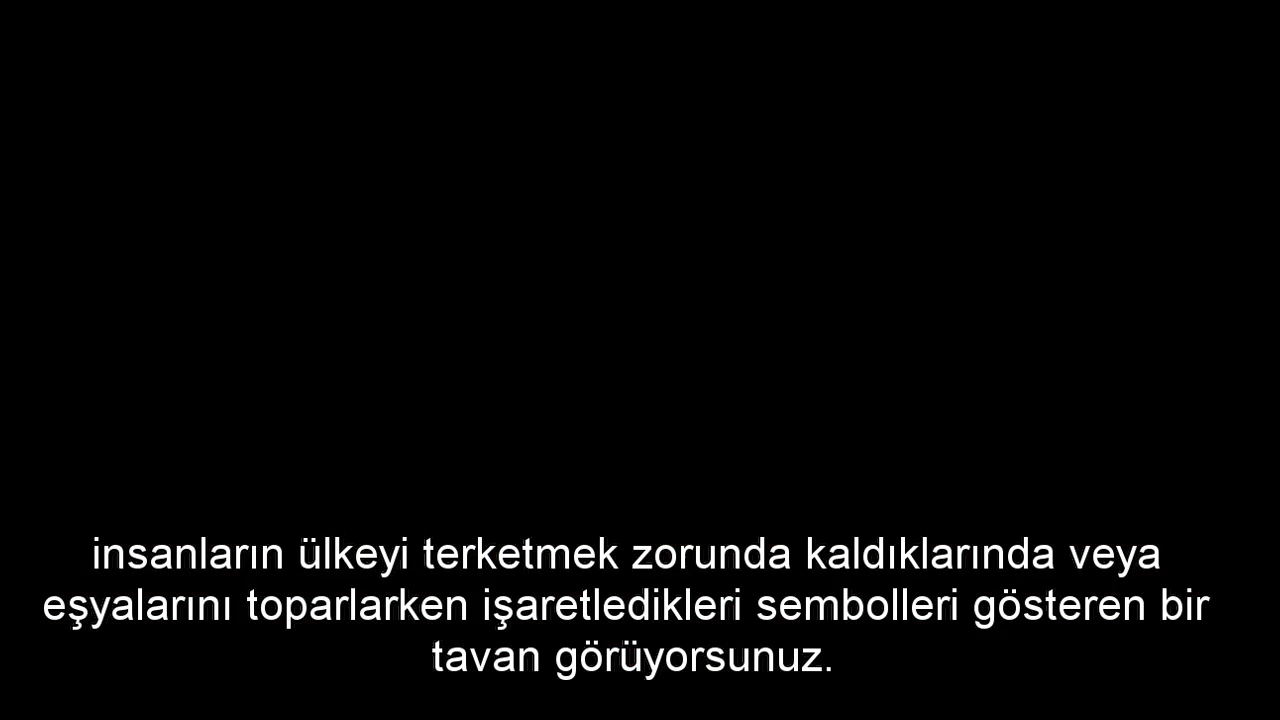 insanların ülkeyi terketmek zorunda kaldıklarında veya
eşyalarını toparlarken işaretledikleri sembolleri gösteren bir
tavan görüyorsunuz.